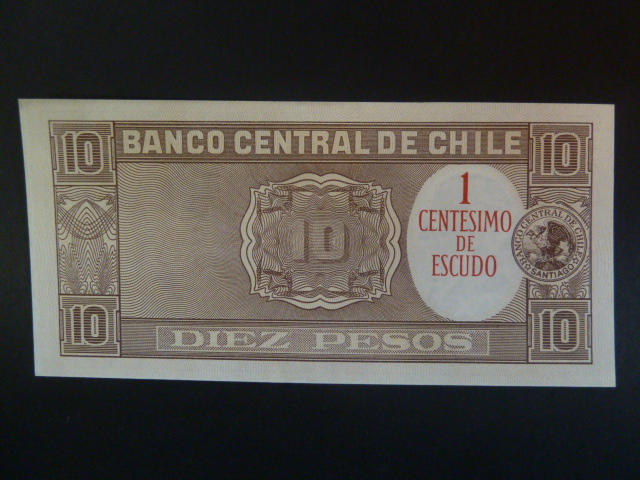 10 BANCO CENTRAL DE CHILE 10
10
1
CENTESIMO
DE
ESCUDO
BANCO CENTRAL DE CHILE
SANTIAGO
10 DIEZ PESOS 10